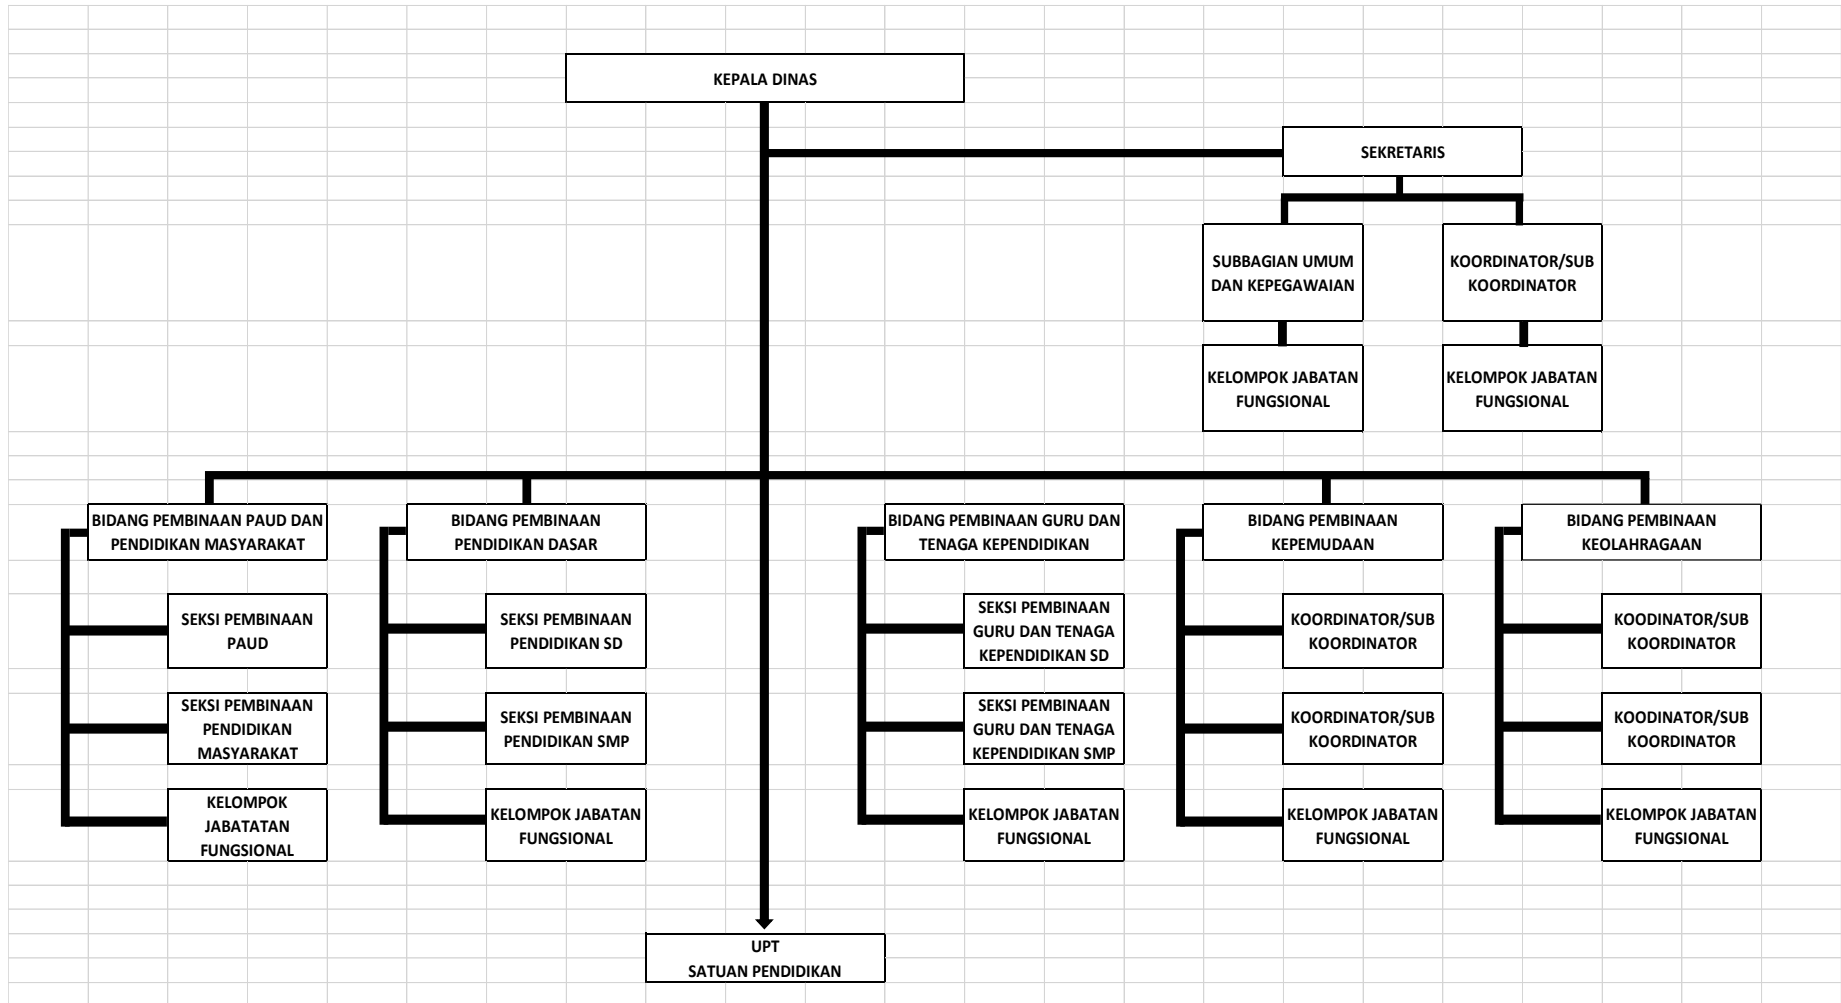 KEPALA DINAS
SEKRETARIS
SUBBAGIAN UMUM
DAN KEPEGAWAIAN
KOORDINATOR/SUB
KOORDINATOR
KELOMPOK JABATAN
FUNGSIONAL
KELOMPOK JABATAN
FUNGSIONAL
BIDANG PEMBINAAN PAUD DAN
PENDIDIKAN MASYARAKAT
BIDANG PEMBINAAN
PENDIDIKAN DASAR
BIDANG PEMBINAAN GURU DAN
TENAGA KEPENDIDIKAN
BIDANG PEMBINAAN
KEPEMUDAAN
BIDANG PEMBINAAN
KEOLAHRAGAAN
SEKSI PEMBINAAN
PAUD
SEKSI PEMBINAAN
PENDIDIKAN SD
SEKSI PEMBINAAN
GURU DAN TENAGA
KEPENDIDIKAN SD
KOORDINATOR/SUB
KOORDINATOR
KOODINATOR/SUB
KOORDINATOR
SEKSI PEMBINAAN
PENDIDIKAN
MASYARAKAT
SEKSI PEMBINAAN
PENDIDIKAN SMP
SEKSI PEMBINAAN
GURU DAN TENAGA
KEPENDIDIKAN SMP
KOORDINATOR/SUB
KOORDINATOR
KOODINATOR/SUB
KOORDINATOR
KELOMPOK
JABATATAN
FUNGSIONAL
KELOMPOK JABATAN
FUNGSIONAL
KELOMPOK JABATAN
FUNGSIONAL
KELOMPOK JABATAN
FUNGSIONAL
KELOMPOK JABATAN
FUNGSIONAL
UPT
SATUAN PENDIDIKAN